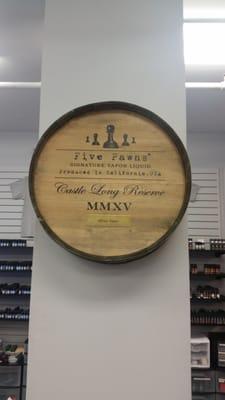 Five Pawns®
SIGNATURE VAPOR LIQUID
Produced in California, USA
Castle Long Reserve
MMXV